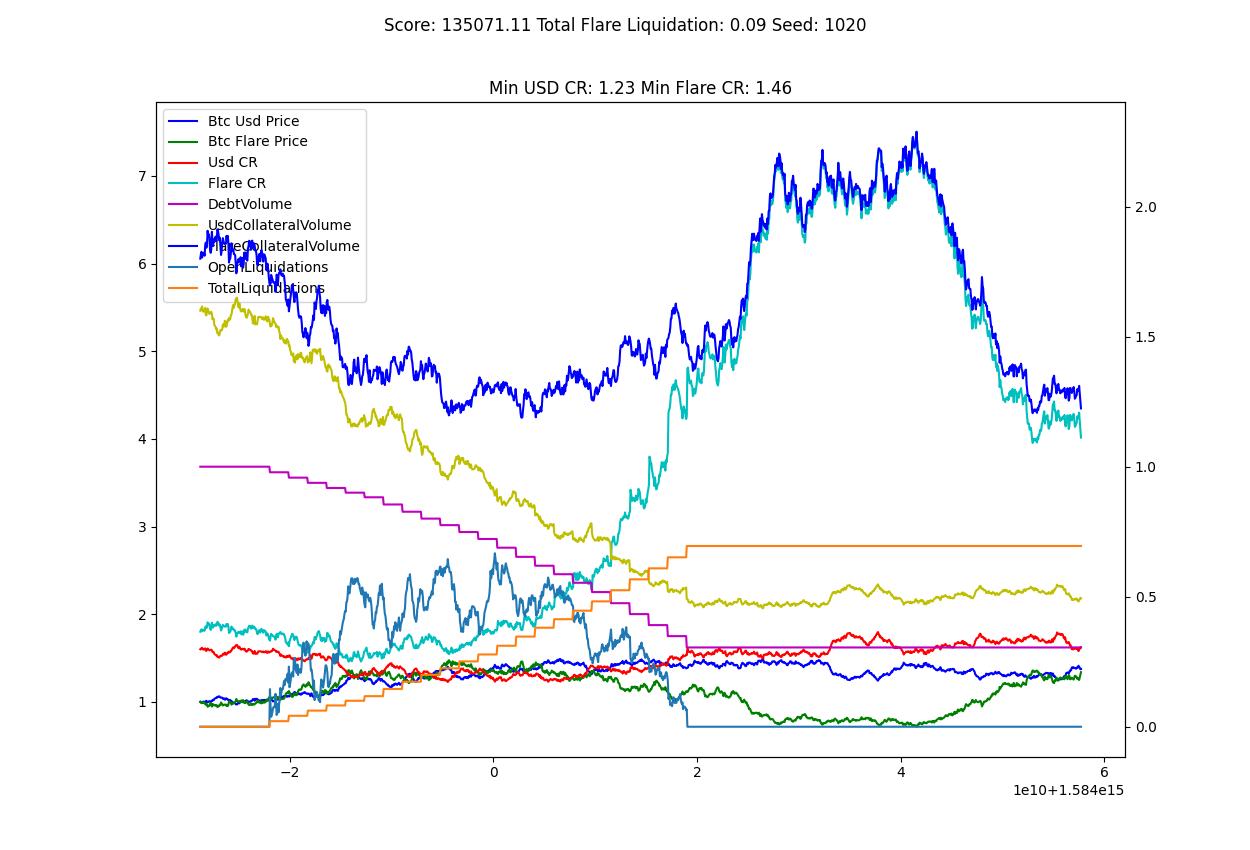 Score: 135071.11 Total Flare Liquidation: 0.09 Seed: 1020
Min USD CR: 1.23 Min Flare CR: 1.46
Btc Usd Price
Btc Flare Price
Usd CR
Flare CR
DebtVolume
UsdCollateralVolume
FlareCollateralVolume
OpenLiquidations
TotalLiquidations
7
6
5
4
3
2
1
2.0
1.5
1.0
0.5
0.0
−2
0
2
4
6
1e10+1.584e15